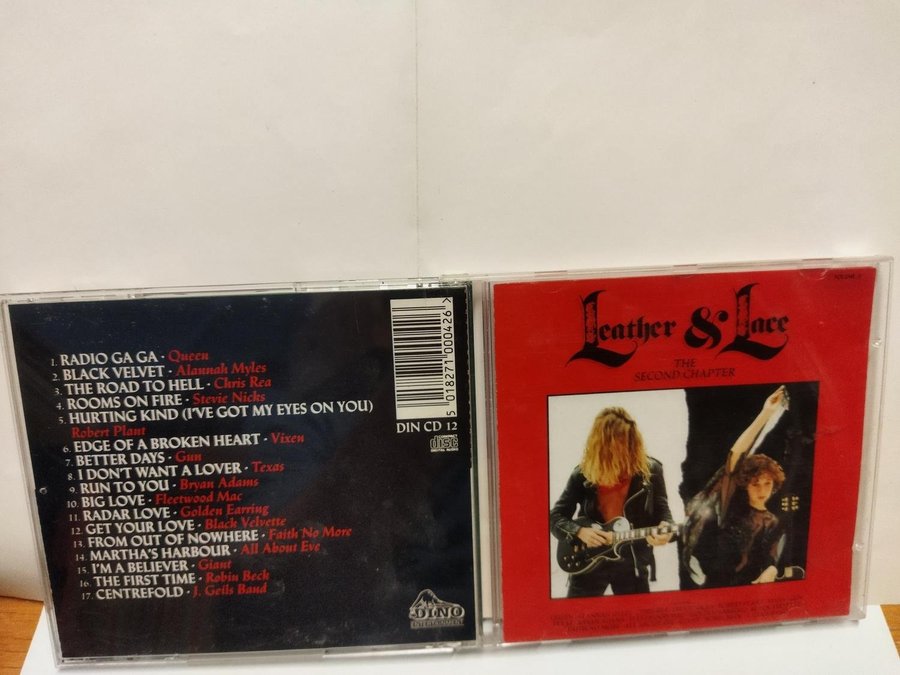 1. RADIO GA GA · Queen
2. BLACK VELVET · Alannah Myles
3. THE ROAD TO HELL · Chris Rea
4. ROOMS ON FIRE · Stevie Nicks
5. HURTING KIND (I'VE GOT MY EYES ON YOU)
Robert Plant
6. EDGE OF A BROKEN HEART · Vixen
7. BETTER DAYS · Gun
8. I DON'T WANT A LOVER · Texas
9. RUN TO YOU · Bryan Adams
10. BIG LOVE · Fleetwood Mac
11. RADAR LOVE · Golden Earring
12. GET YOUR LOVE · Black Velvette
13. FROM OUT OF NOWHERE · Faith No More
14. MARTHA'S HARBOUR · All About Eve
15. I'M A BELIEVER · Giant
16. THE FIRST TIME · Robin Beck
17. CENTREFOLD · J. Geils Band
5 018271 000426 >
DIN CD 12
COMPACT
disc
DIGITAL AUDIO
DINO
ENTERTAINMENT
Leather & Lace
THE
SECOND CHAPTER